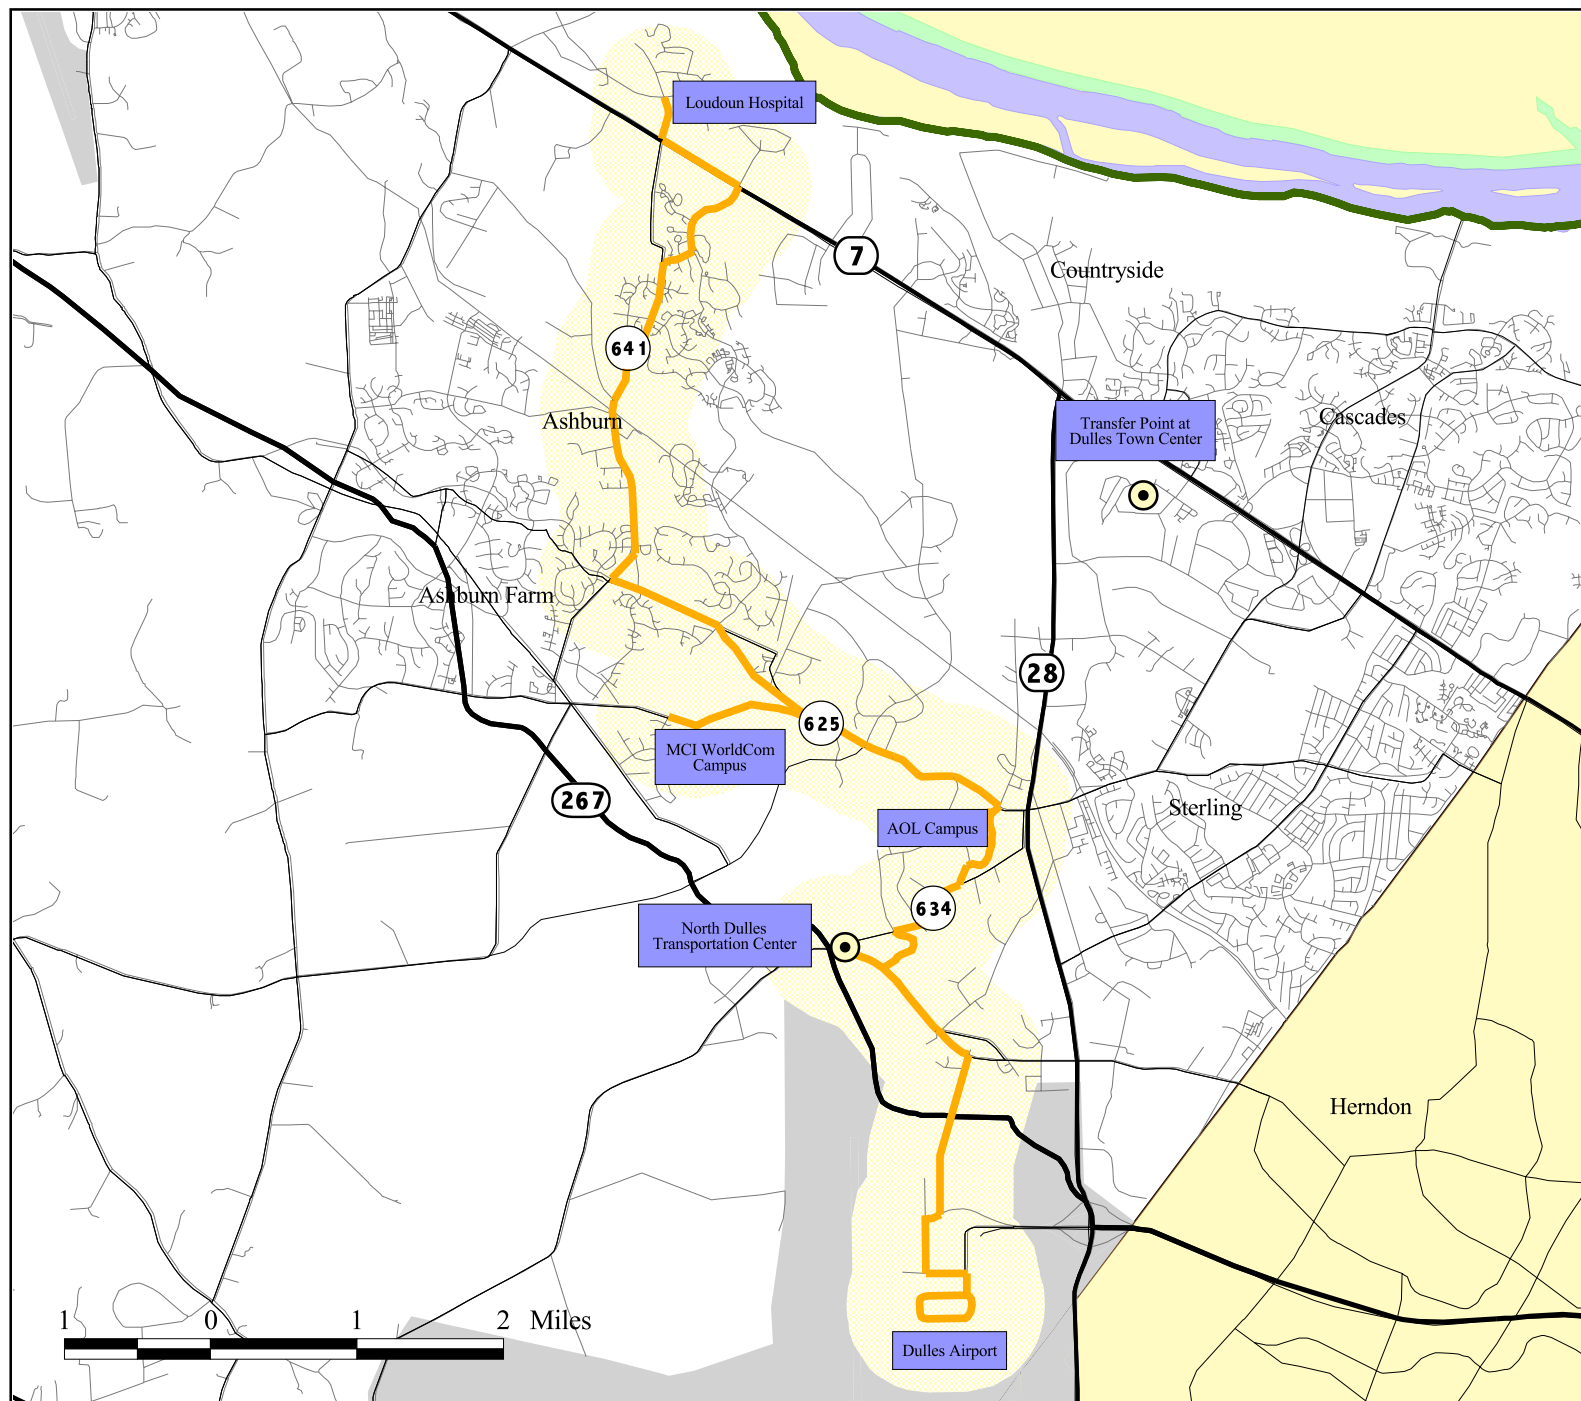 Loudoun Hospital
7
Countryside
641
Ashburn
Transfer Point at
Dulles Town Center
Cascades
Ashburn Farm
28
625
MCI WorldCom
Campus
267
Sterling
AOL Campus
634
North Dulles
Transportation Center
Herndon
1 0 1 2 Miles
Dulles Airport